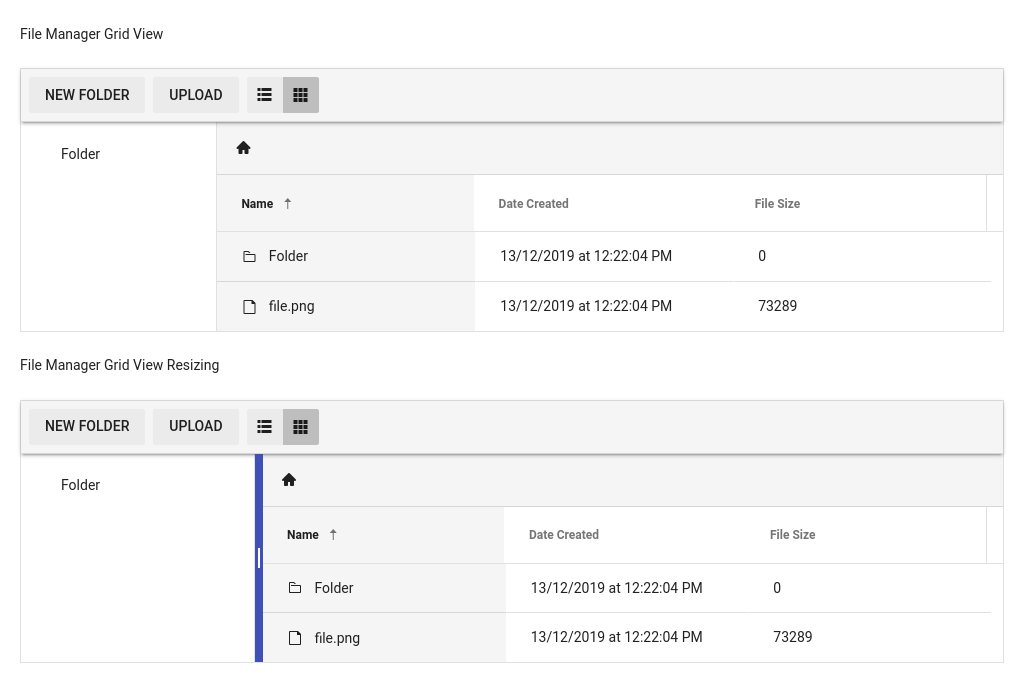 File Manager Grid View
NEW FOLDER UPLOAD
Folder
Name Date Created File Size
Folder 13/12/2019 at 12:22:04 PM 0
file.png 13/12/2019 at 12:22:04 PM 73289
File Manager Grid View Resizing
NEW FOLDER UPLOAD
Folder
Name Date Created File Size
Folder 13/12/2019 at 12:22:04 PM 0
file.png 13/12/2019 at 12:22:04 PM 73289